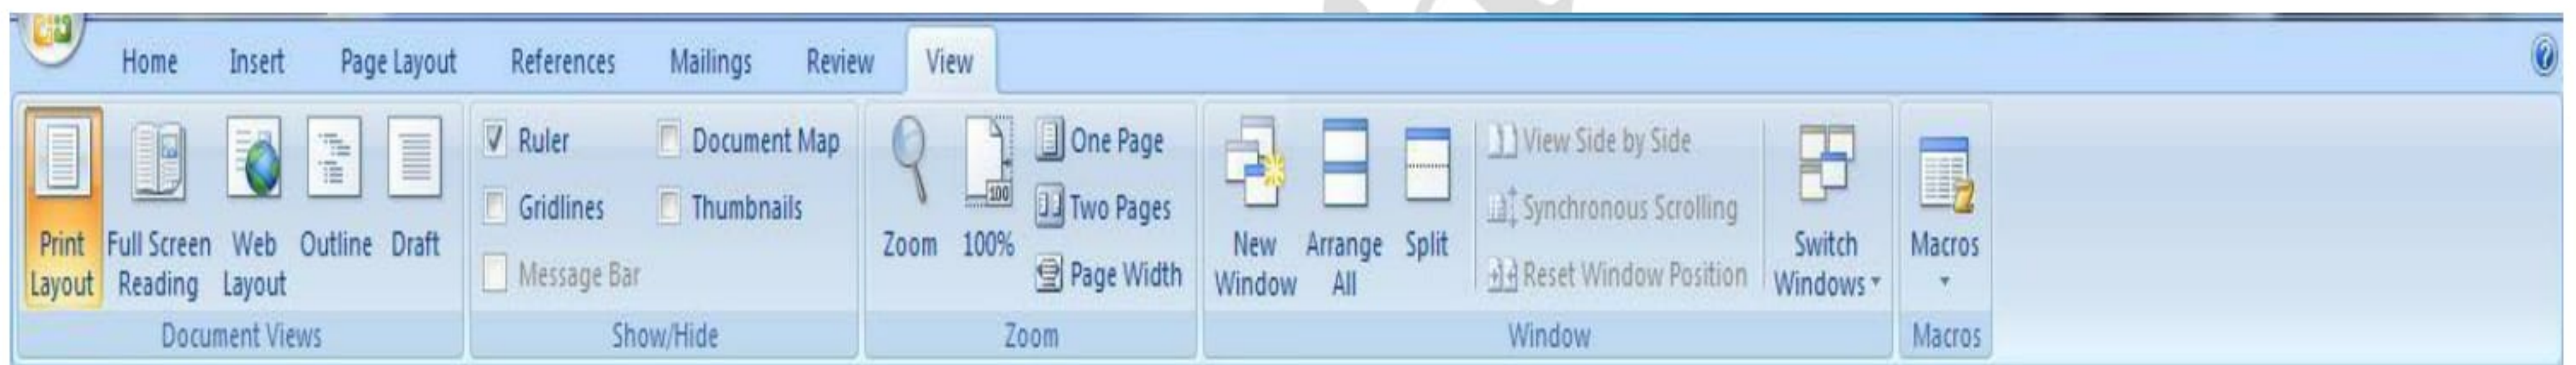 Home Insert Page Layout References Mailings Review View
Print Layout
Full Screen Reading
Web Layout
Outline
Draft
Document Views
Ruler
Gridlines
Message Bar
Document Map
Thumbnails
Show/Hide
Zoom
100%
100
One Page
Two Pages
Page Width
Zoom
New Window
Arrange All
Split
View Side by Side
Synchronous Scrolling
Reset Window Position
Switch Windows
Window
Macros
Macros